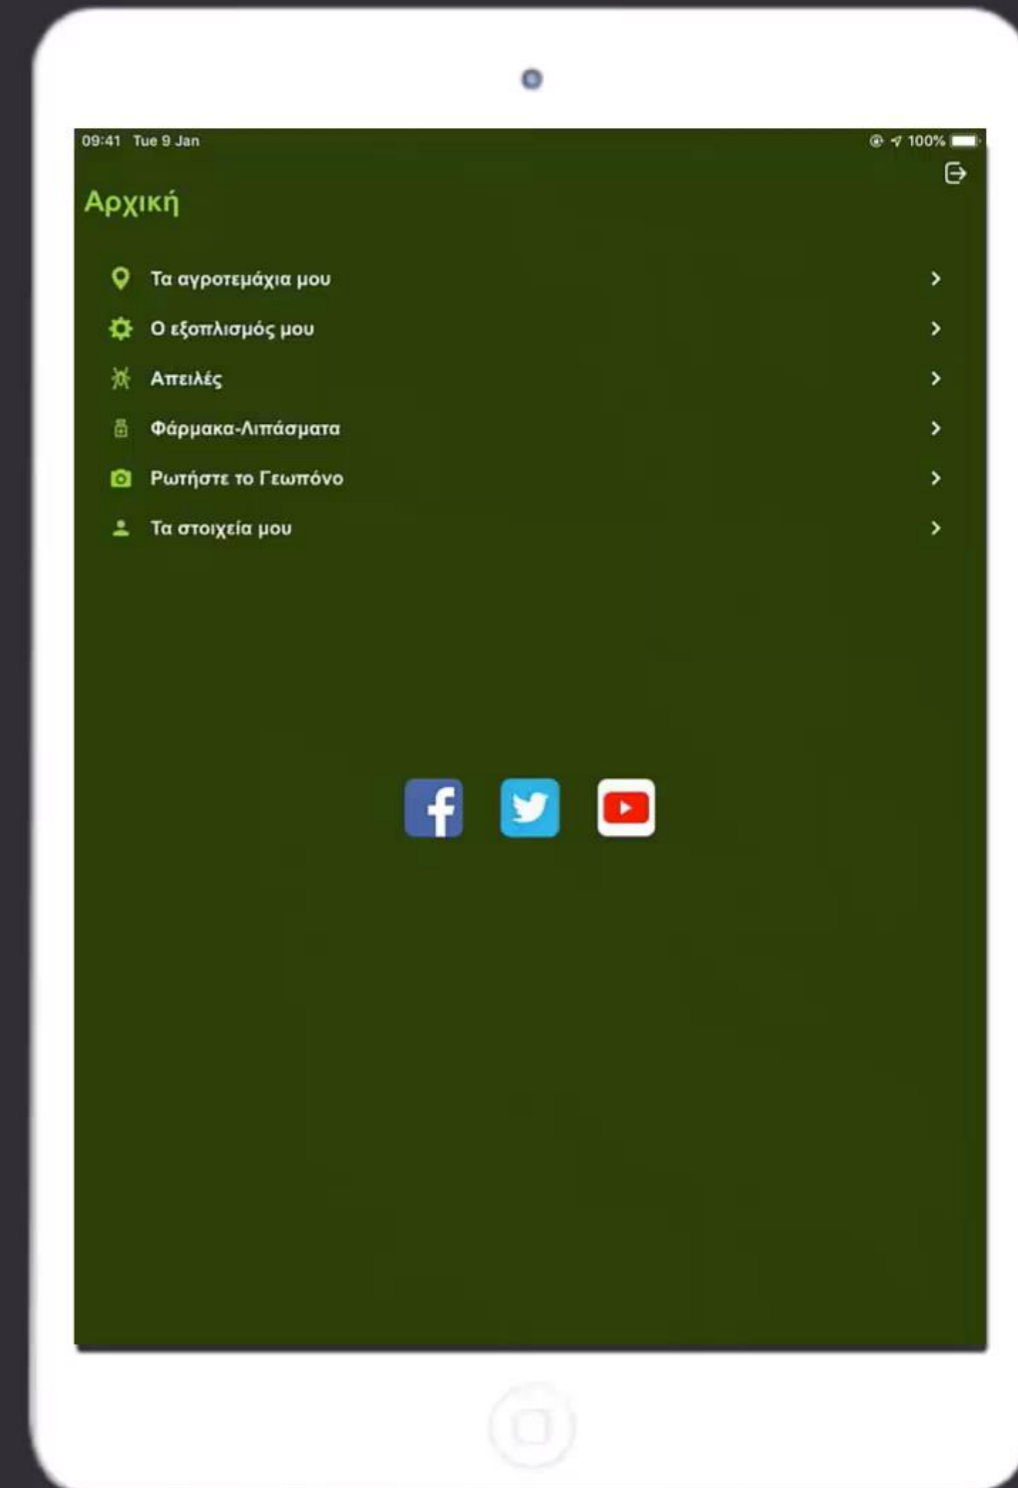 09:41 Tue 9 Jan 100%
Αρχική
Τα αγροτεμάχια μου
Ο εξοπλισμός μου
Απειλές
Φάρμακα-Λιπάσματα
Ρωτήστε το Γεωπόνο
Τα στοιχεία μου